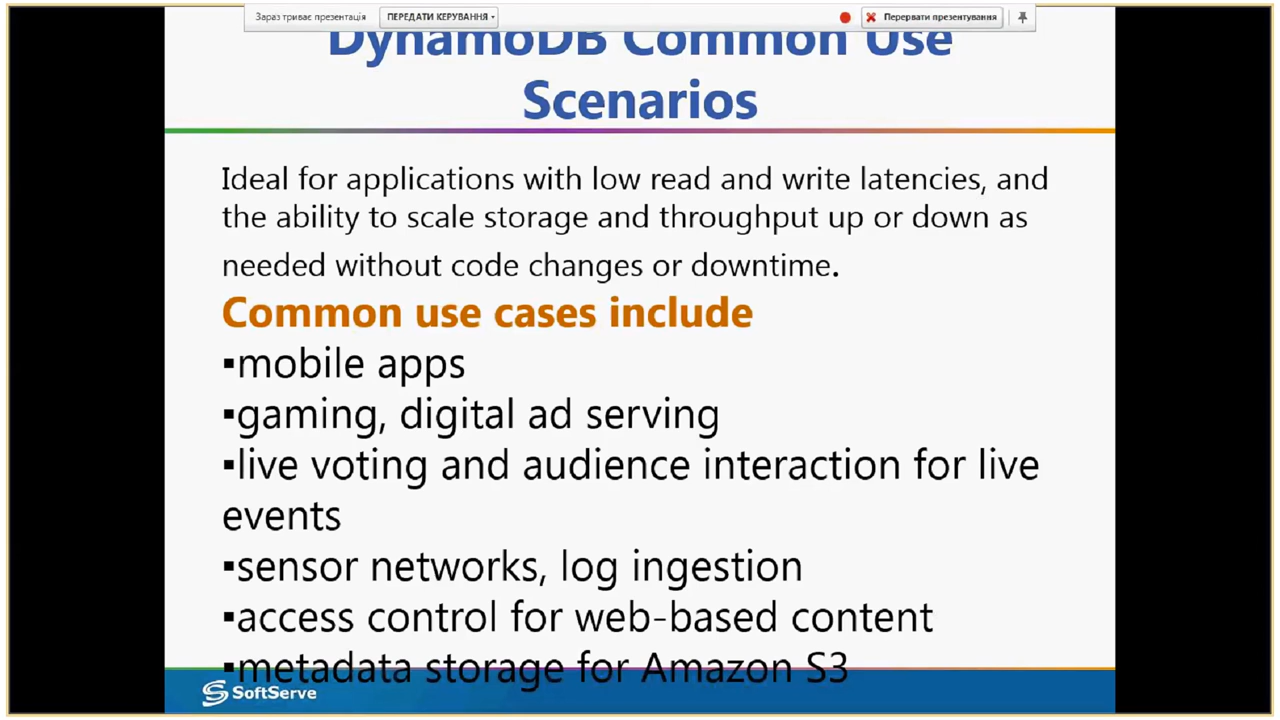 Зараз триває презентація ПЕРЕДАТИ КЕРУВАННЯ Перервати презентування
DynamoDB Common Use
Scenarios
Ideal for applications with low read and write latencies, and
the ability to scale storage and throughput up or down as
needed without code changes or downtime.
Common use cases include
▪mobile apps
▪gaming, digital ad serving
▪live voting and audience interaction for live
events
▪sensor networks, log ingestion
▪access control for web-based content
▪metadata storage for Amazon S3
SoftServe